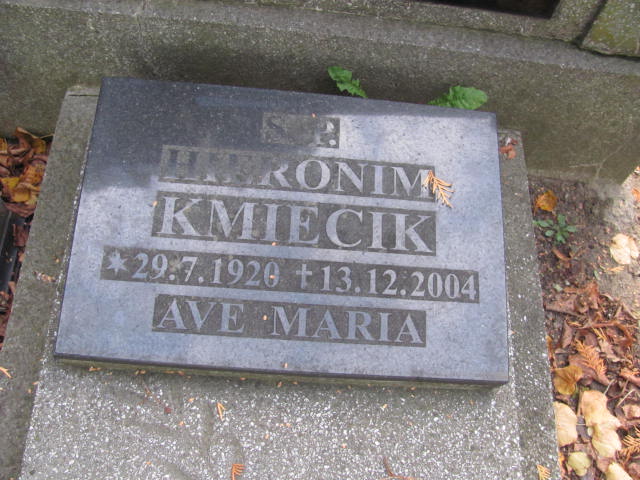 Ś.P.
HIERONIM
KMIECIK
*29.7.1920 †13.12.2004
AVE MARIA